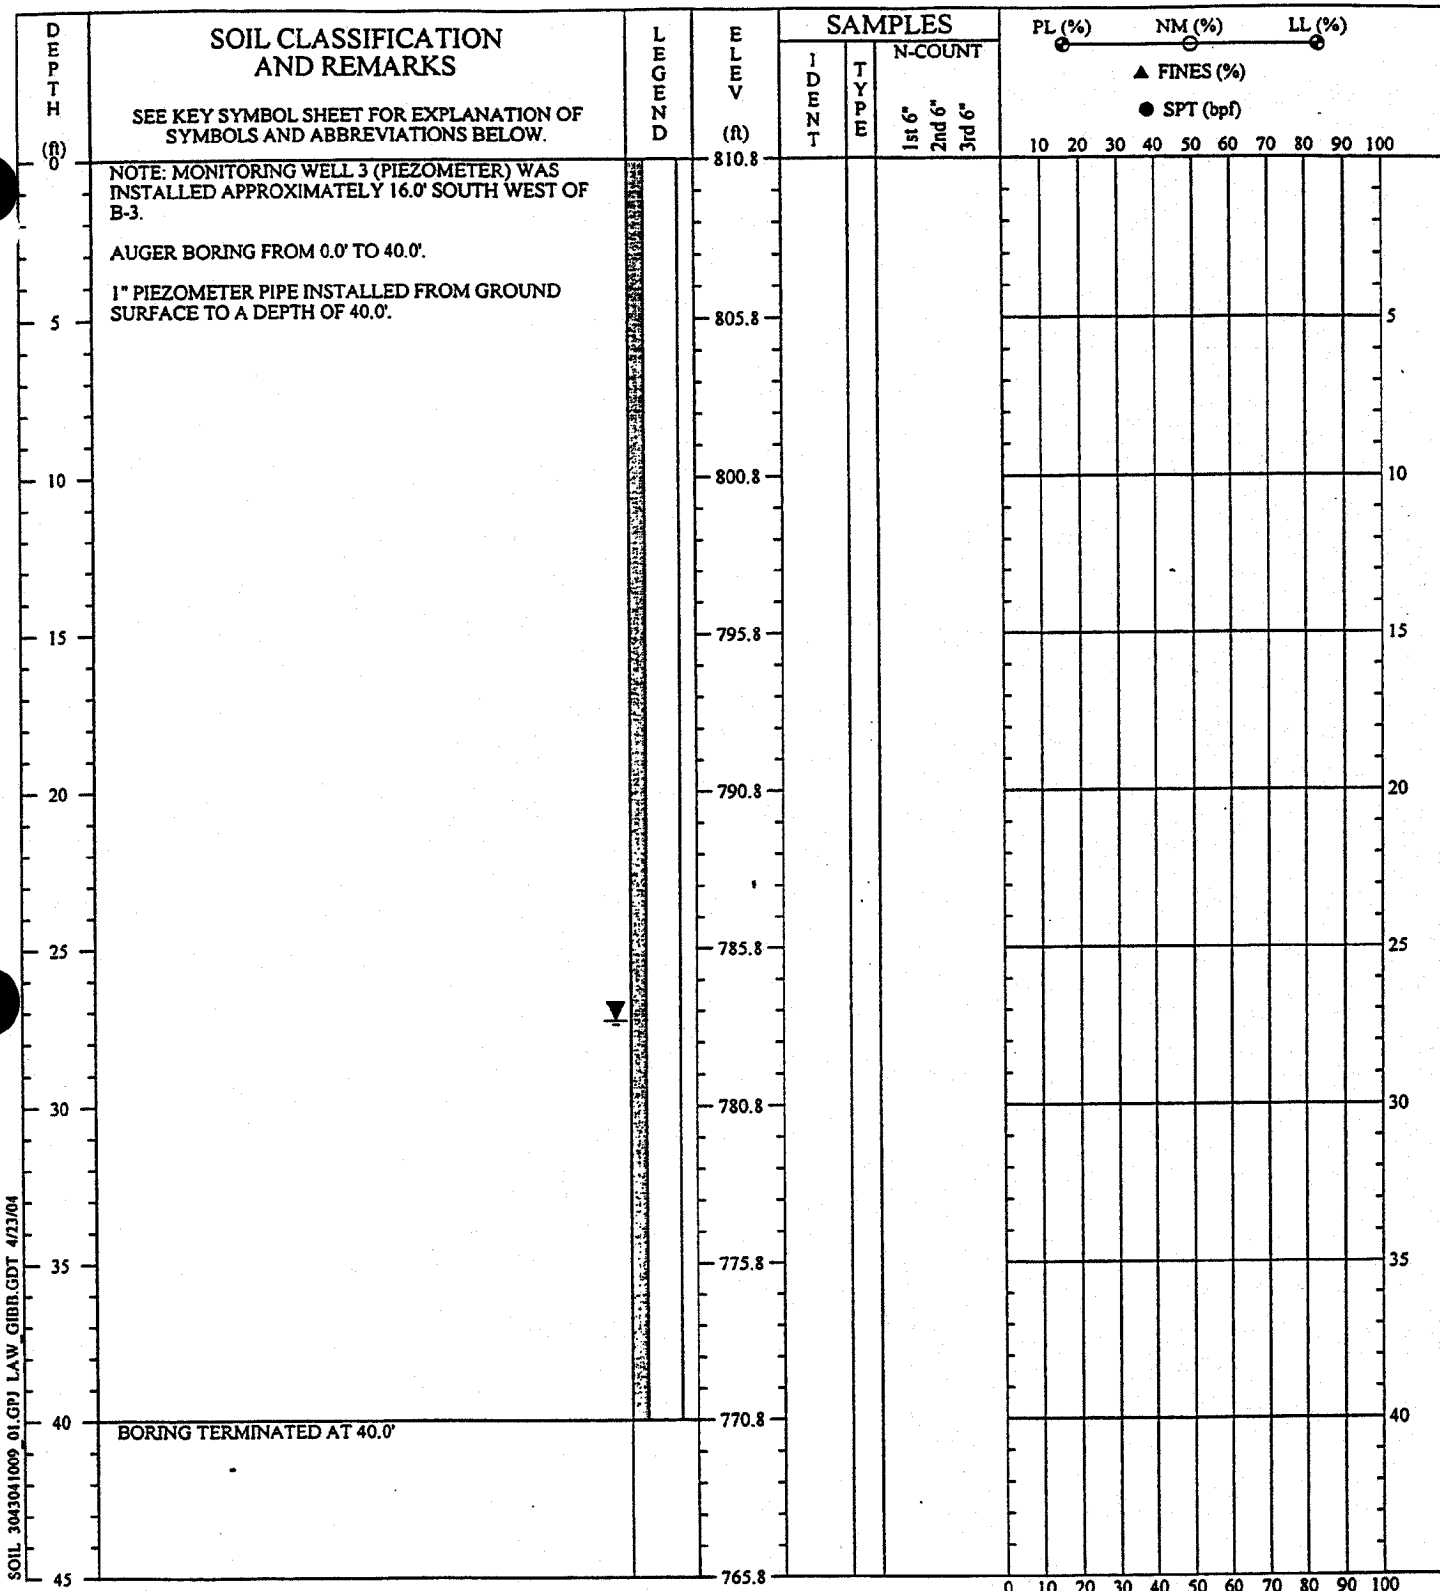 DEPTH (ft)
SOIL CLASSIFICATION
AND REMARKS
SEE KEY SYMBOL SHEET FOR EXPLANATION OF
SYMBOLS AND ABBREVIATIONS BELOW.
LEGEND
ELEV (ft)
SAMPLES
IDENT
TYPE
N-COUNT
1st 6"
2nd 6"
3rd 6"
PL (%) NM (%) LL (%)
▲ FINES (%)
● SPT (bpf)
10 20 30 40 50 60 70 80 90 100
0 810.8
NOTE: MONITORING WELL 3 (PIEZOMETER) WAS
INSTALLED APPROXIMATELY 16.0' SOUTH WEST OF
B-3.
AUGER BORING FROM 0.0' TO 40.0'.
1" PIEZOMETER PIPE INSTALLED FROM GROUND
SURFACE TO A DEPTH OF 40.0'.
5 805.8 5
10 800.8 10
15 795.8 15
20 790.8 20
25 785.8 25
30 780.8 30
35 775.8 35
40 770.8 40
BORING TERMINATED AT 40.0'
45 765.8
0 10 20 30 40 50 60 70 80 90 100
SOIL 3043041009_01.GPJ LAW_GIBB.GDT 4/23/04